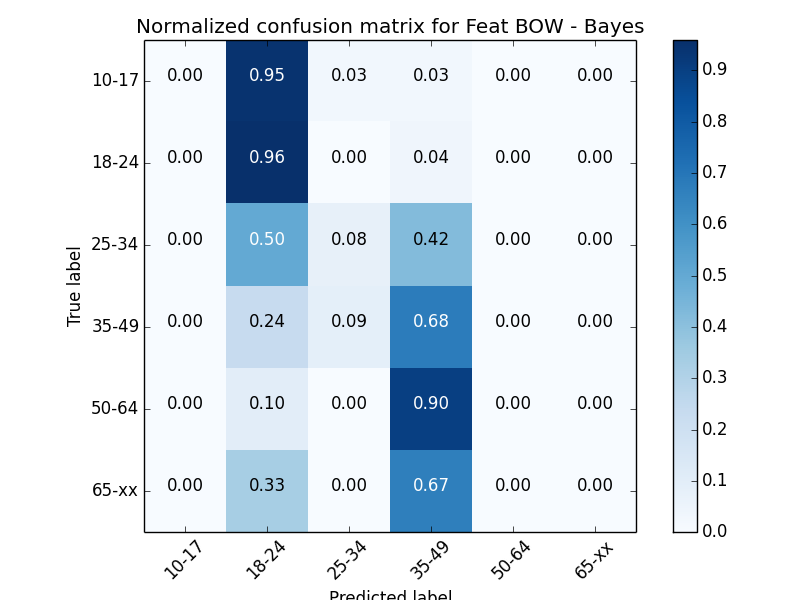 Normalized confusion matrix for Feat BOW - Bayes
True label
10-17 0.00 0.95 0.03 0.03 0.00 0.00
18-24 0.00 0.96 0.00 0.04 0.00 0.00
25-34 0.00 0.50 0.08 0.42 0.00 0.00
35-49 0.00 0.24 0.09 0.68 0.00 0.00
50-64 0.00 0.10 0.00 0.90 0.00 0.00
65-xx 0.00 0.33 0.00 0.67 0.00 0.00
10-17 18-24 25-34 35-49 50-64 65-xx
Predicted label
0.9
0.8
0.7
0.6
0.5
0.4
0.3
0.2
0.1
0.0